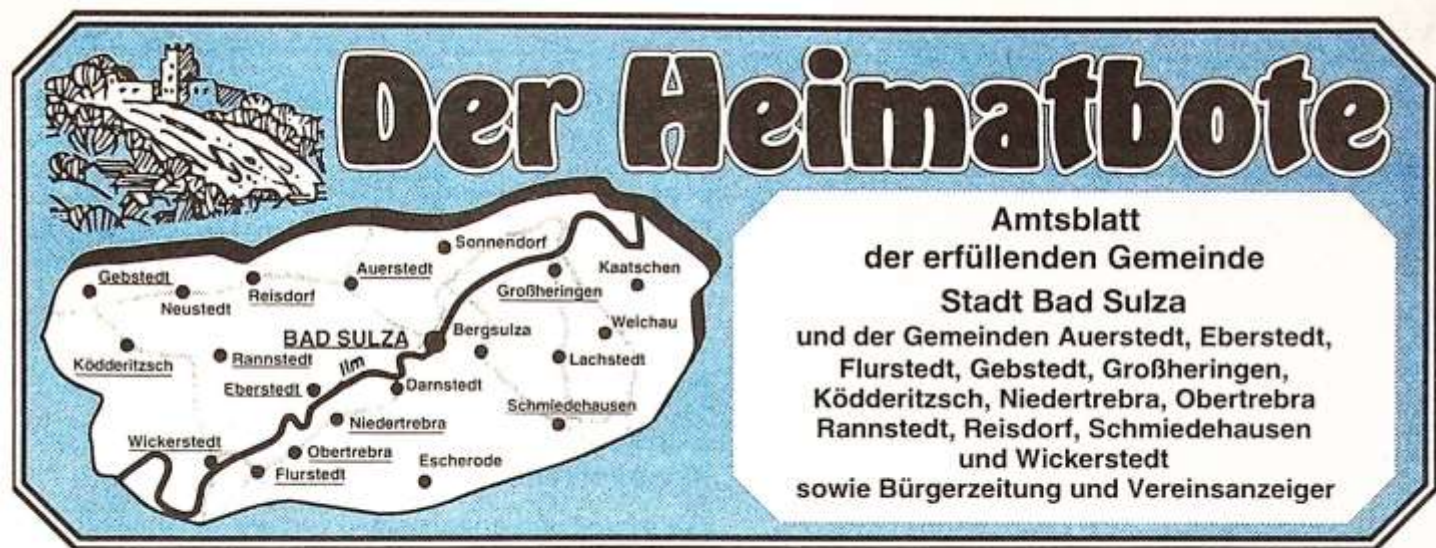 Der Heimatbote
Amtsblatt
der erfüllenden Gemeinde
Stadt Bad Sulza
und der Gemeinden Auerstedt, Eberstedt,
Flurstedt, Gebstedt, Großheringen,
Ködderitzsch, Niedertrebra, Obertrebra
Rannstedt, Reisdorf, Schmiedehausen
und Wickerstedt
sowie Bürgerzeitung und Vereinsanzeiger
Sonnendorf
Gebstedt
Neustedt
Reisdorf
Auerstedt
Großheringen
Kaatschen
Weichau
BAD SULZA
Bergsulza
Lachstedt
Ködderitzsch
Rannstedt
Ilm
Eberstedt
Darnstedt
Schmiedehausen
Niedertrebra
Wickerstedt
Obertrebra
Flurstedt
Escherode